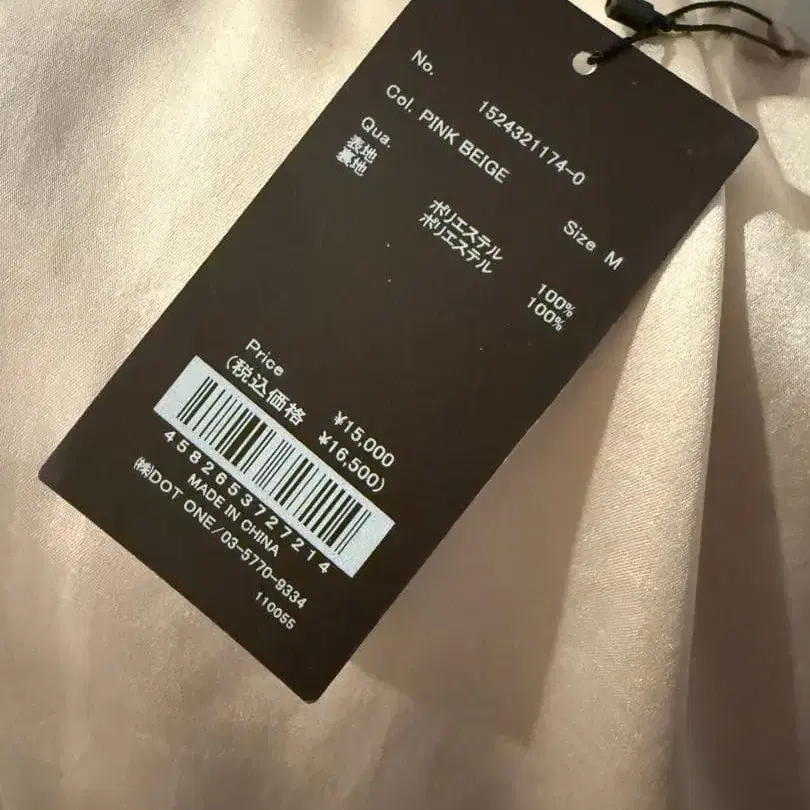 No. 1524321174-0
Col. PINK BEIGE Size M
Qua.
表地 ポリエステル 100%
裏地 ポリエステル 100%
Price ¥15,000
(税込価格 ¥16,500)
4582653727214
MADE IN CHINA
㈱DOT ONE/03-5770-9334
110055